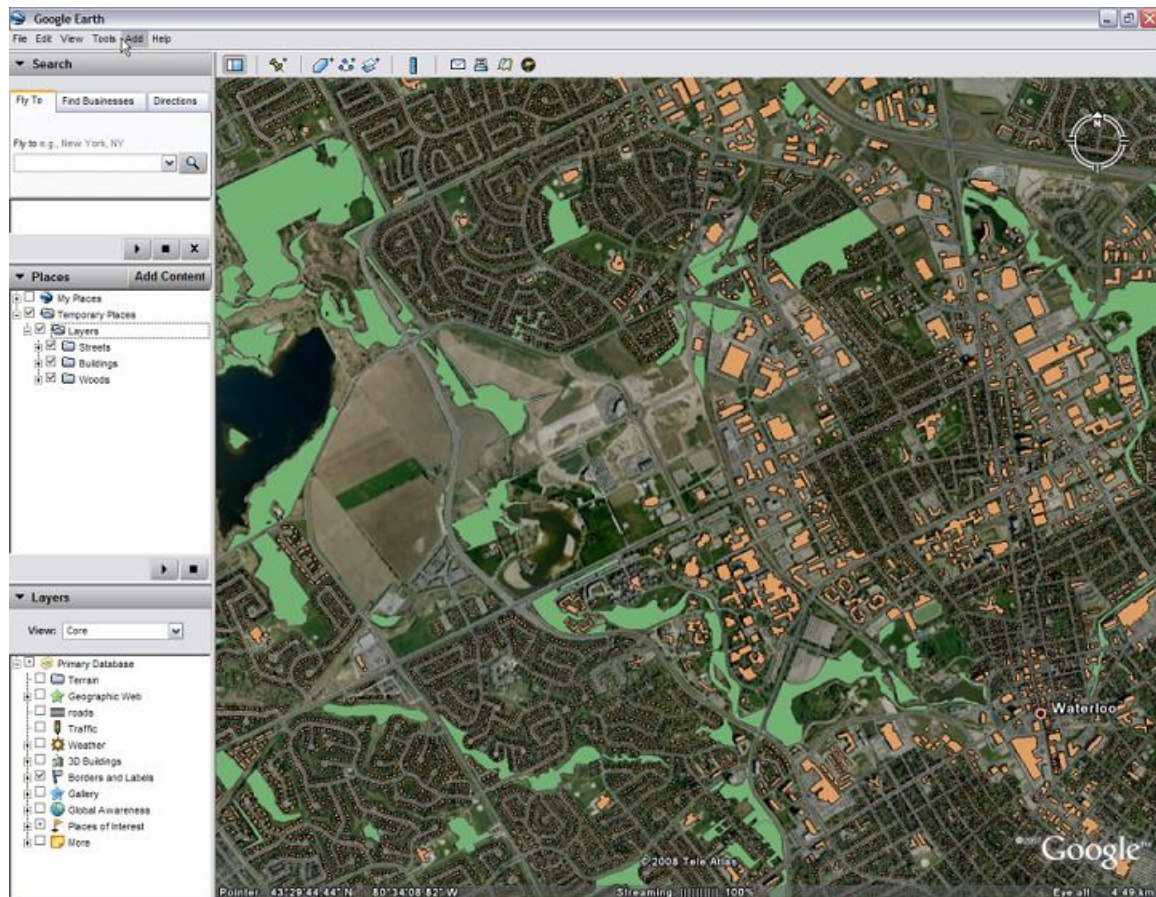 Google Earth
File Edit View Tools Add Help
Search
Fly To Find Businesses Directions
Fly to e.g., New York, NY
Places Add Content
My Places
Temporary Places
Layers
Streets
Buildings
Woods
Layers
View: Core
Primary Database
Terrain
Geographic Web
roads
Traffic
Weather
3D Buildings
Borders and Labels
Gallery
Global Awareness
Places of Interest
More
N
Waterloo
© 2008 Tele Atlas
Google
Pointer 43°29'44.44" N 80°34'08.82" W Streaming 100% Eye alt 4.49 km